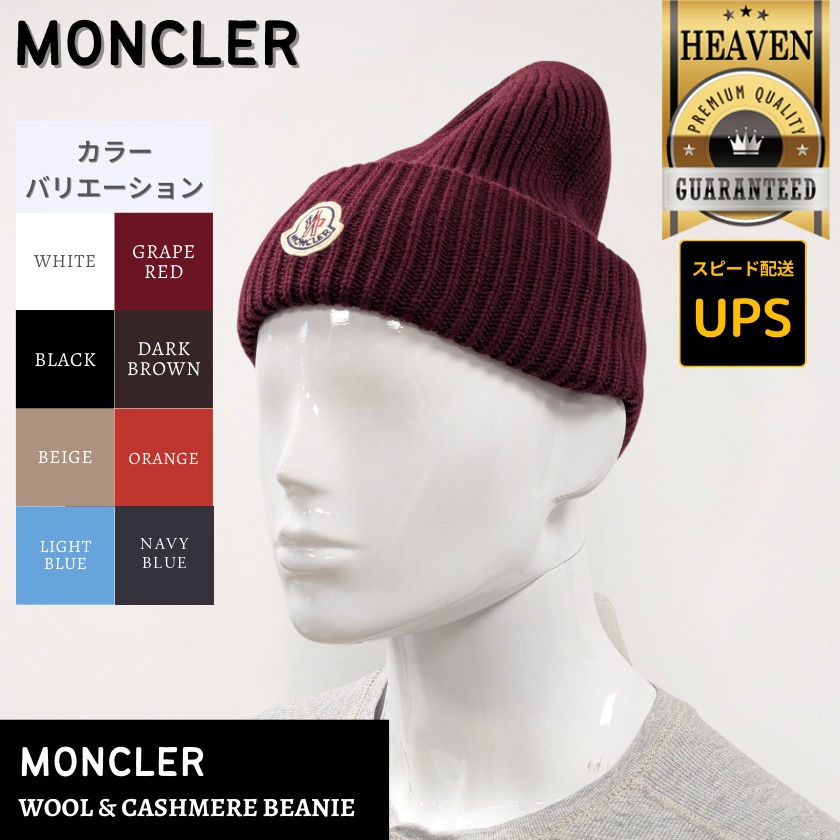 MONCLER
HEAVEN
PREMIUM QUALITY
GUARANTEED
カラー
バリエーション
WHITE
GRAPE
RED
BLACK
DARK
BROWN
BEIGE
ORANGE
LIGHT
BLUE
NAVY
BLUE
MONCLER
スピード配送
UPS
MONCLER
WOOL & CASHMERE BEANIE